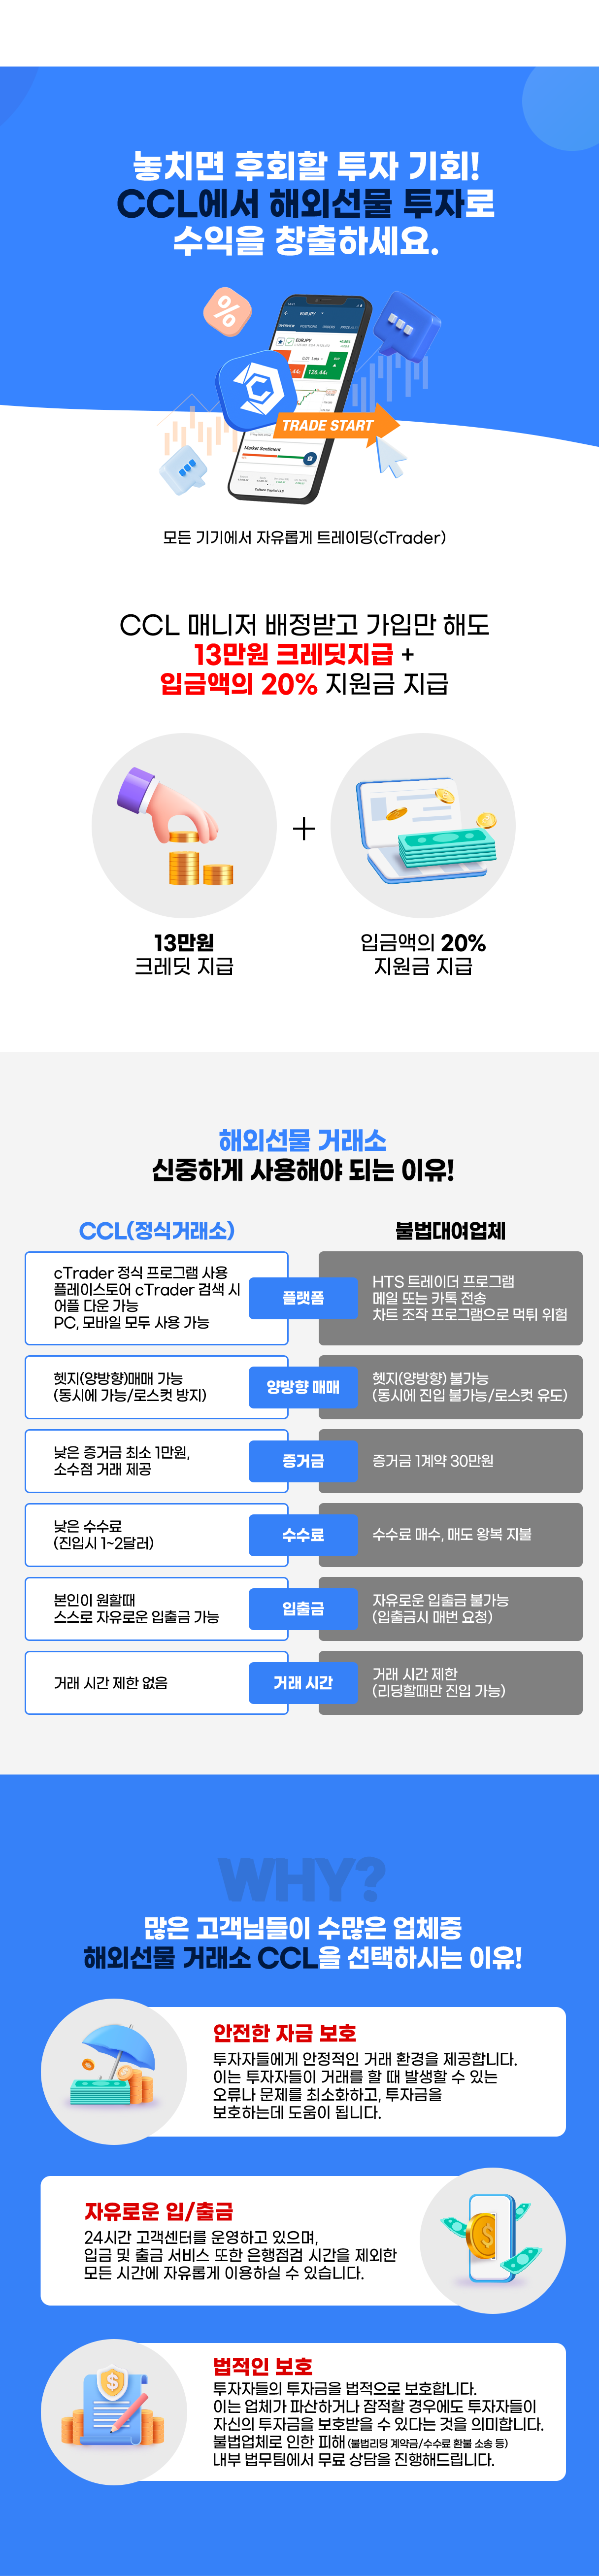 놓치면 후회할 투자 기회!
CCL에서 해외선물 투자로
수익을 창출하세요.
EURJPY
OVERVIEW POSITIONS ORDERS
EURJPY
126.44
TRADE START
Market Sentiment
Culture Capital LLC
모든 기기에서 자유롭게 트레이딩(cTrader)
CCL 매니저 배정받고 가입만 해도
13만원 크레딧지급 +
입금액의 20% 지원금 지급
13만원
크레딧 지급
+
입금액의 20%
지원금 지급
해외선물 거래소
신중하게 사용해야 되는 이유!
CCL(정식거래소)
불법대여업체
cTrader 정식 프로그램 사용
플레이스토어 cTrader 검색 시
어플 다운 가능
PC, 모바일 모두 사용 가능
플랫폼
HTS 트레이더 프로그램
메일 또는 카톡 전송
차트 조작 프로그램으로 먹튀 위험
헷지(양방향)매매 가능
(동시에 가능/로스컷 방지)
양방향 매매
헷지(양방향) 불가능
(동시에 진입 불가능/로스컷 유도)
낮은 증거금 최소 1만원,
소수점 거래 제공
증거금
증거금 1계약 30만원
낮은 수수료
(진입시 1~2달러)
수수료
수수료 매수, 매도 왕복 지불
본인이 원할때
스스로 자유로운 입출금 가능
입출금
자유로운 입출금 불가능
(입출금시 매번 요청)
거래 시간 제한 없음
거래 시간
거래 시간 제한
(리딩할때만 진입 가능)
WHY?
많은 고객님들이 수많은 업체중
해외선물 거래소 CCL을 선택하시는 이유!
안전한 자금 보호
투자자들에게 안정적인 거래 환경을 제공합니다.
이는 투자자들이 거래를 할 때 발생할 수 있는
오류나 문제를 최소화하고, 투자금을
보호하는데 도움이 됩니다.
자유로운 입/출금
24시간 고객센터를 운영하고 있으며,
입금 및 출금 서비스 또한 은행점검 시간을 제외한
모든 시간에 자유롭게 이용하실 수 있습니다.
법적인 보호
투자자들의 투자금을 법적으로 보호합니다.
이는 업체가 파산하거나 잠적할 경우에도 투자자들이
자신의 투자금을 보호받을 수 있다는 것을 의미합니다.
불법업체로 인한 피해(불법리딩 계약금/수수료 환불 소송 등)
내부 법무팀에서 무료 상담을 진행해드립니다.